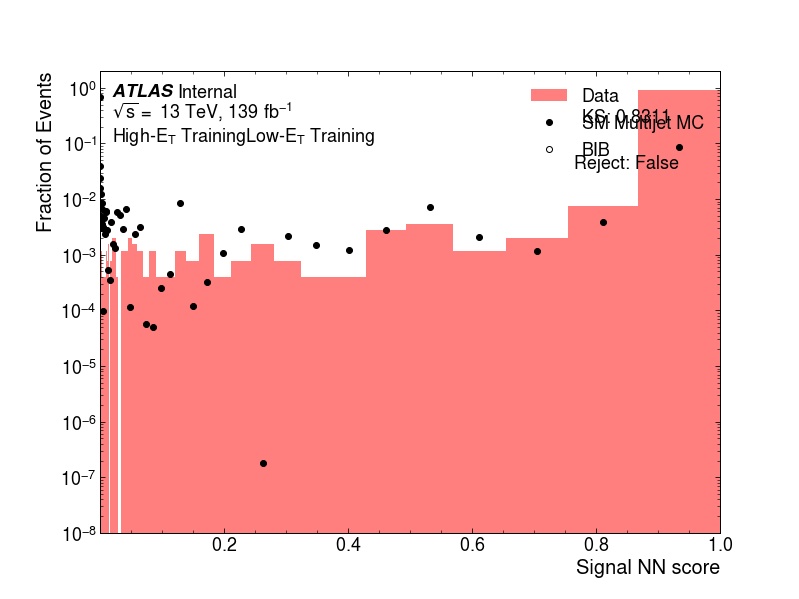 Fraction of Events
10⁰
10⁻¹
10⁻²
10⁻³
10⁻⁴
10⁻⁵
10⁻⁶
10⁻⁷
10⁻⁸
ATLAS Internal
√s = 13 TeV, 139 fb⁻¹
High-E_T TrainingLow-E_T Training
Data
KS: 0.8311
SM Multijet MC
BIB
Reject: False
0.2 0.4 0.6 0.8 1.0
Signal NN score